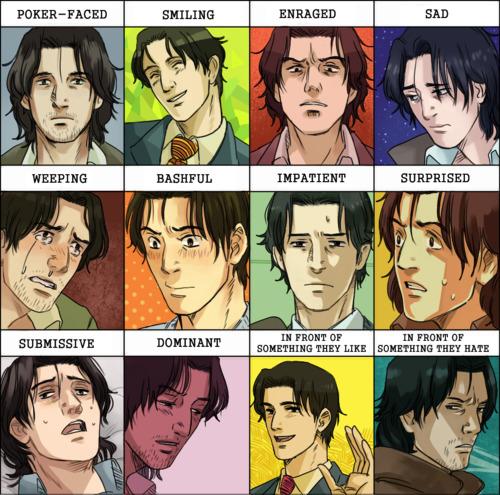 POKER-FACED
SMILING
ENRAGED
SAD
WEEPING
BASHFUL
IMPATIENT
SURPRISED
SUBMISSIVE
DOMINANT
IN FRONT OF
SOMETHING THEY LIKE
IN FRONT OF
SOMETHING THEY HATE